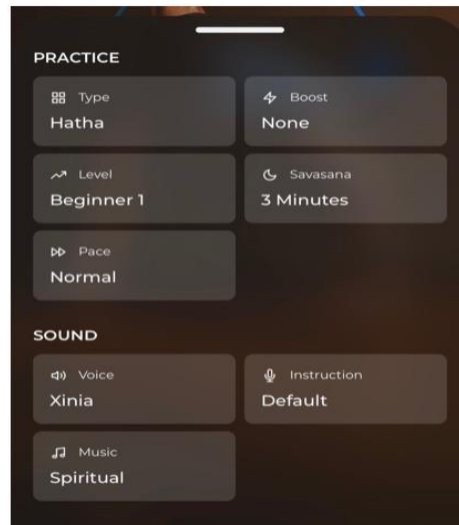 PRACTICE
Type
Hatha
Boost
None
Level
Beginner 1
Savasana
3 Minutes
Pace
Normal
SOUND
Voice
Xinia
Instruction
Default
Music
Spiritual